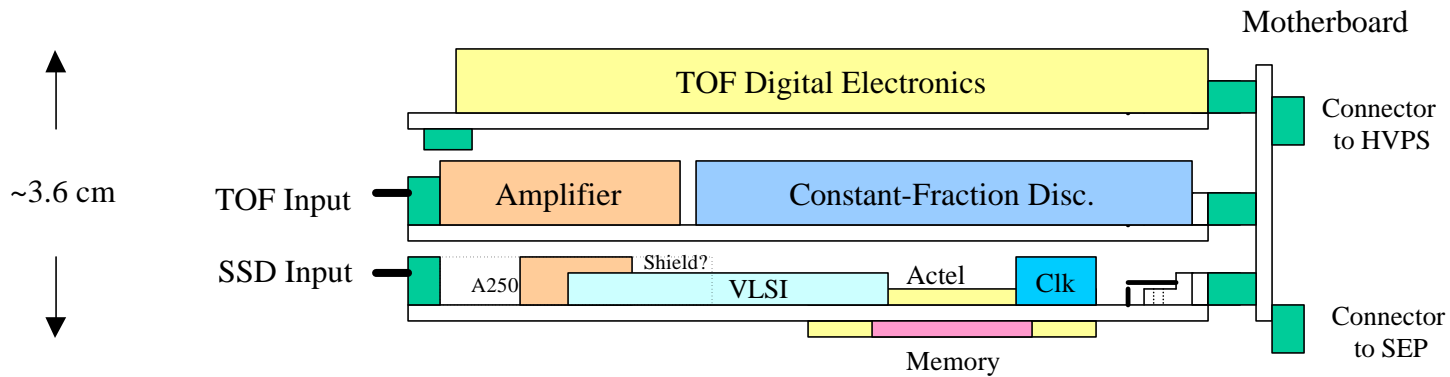 Motherboard
TOF Digital Electronics
Connector
to HVPS
~3.6 cm
TOF Input
Amplifier
Constant-Fraction Disc.
SSD Input
A250
Shield?
VLSI
Actel
Clk
Connector
to SEP
Memory